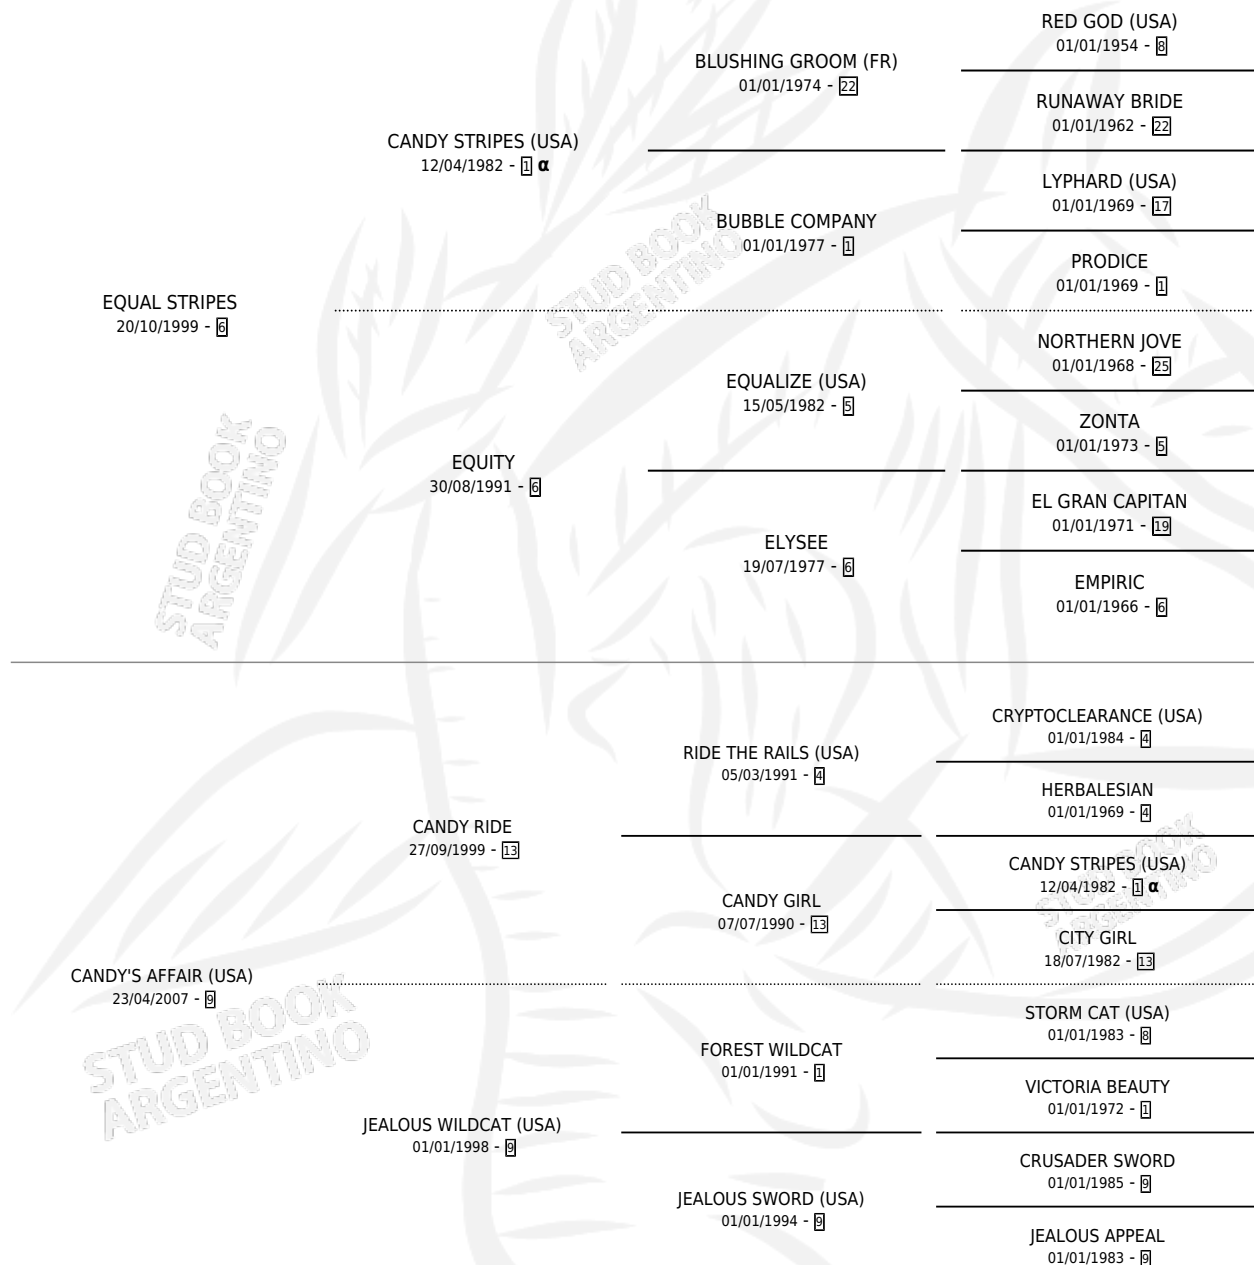 RED GOD (USA)
01/01/1954 - 8
BLUSHING GROOM (FR)
01/01/1974 - 22
RUNAWAY BRIDE
01/01/1962 - 22
CANDY STRIPES (USA)
12/04/1982 - 1 α
LYPHARD (USA)
01/01/1969 - 17
BUBBLE COMPANY
01/01/1977 - 1
PRODICE
01/01/1969 - 1
EQUAL STRIPES
20/10/1999 - 6
NORTHERN JOVE
01/01/1968 - 25
EQUALIZE (USA)
15/05/1982 - 5
ZONTA
01/01/1973 - 5
EQUITY
30/08/1991 - 6
EL GRAN CAPITAN
01/01/1971 - 19
ELYSEE
19/07/1977 - 6
EMPIRIC
01/01/1966 - 6
STUD BOOK
ARGENTINO
STUD BOOK
ARGENTINO
CRYPTOCLEARANCE (USA)
01/01/1984 - 4
RIDE THE RAILS (USA)
05/03/1991 - 4
HERBALESIAN
01/01/1969 - 4
CANDY RIDE
27/09/1999 - 13
CANDY STRIPES (USA)
12/04/1982 - 1 α
CANDY GIRL
07/07/1990 - 13
CITY GIRL
18/07/1982 - 13
CANDY'S AFFAIR (USA)
23/04/2007 - 9
STORM CAT (USA)
01/01/1983 - 8
FOREST WILDCAT
01/01/1991 - 1
VICTORIA BEAUTY
01/01/1972 - 1
JEALOUS WILDCAT (USA)
01/01/1998 - 9
CRUSADER SWORD
01/01/1985 - 9
JEALOUS SWORD (USA)
01/01/1994 - 9
JEALOUS APPEAL
01/01/1983 - 9
STUD BOOK
ARGENTINO
STUD BOOK
ARGENTINO